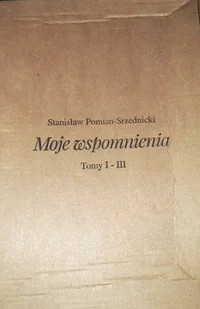 Stanisław Pomian-Srzednicki
Moje wspomnienia
Tomy I - III